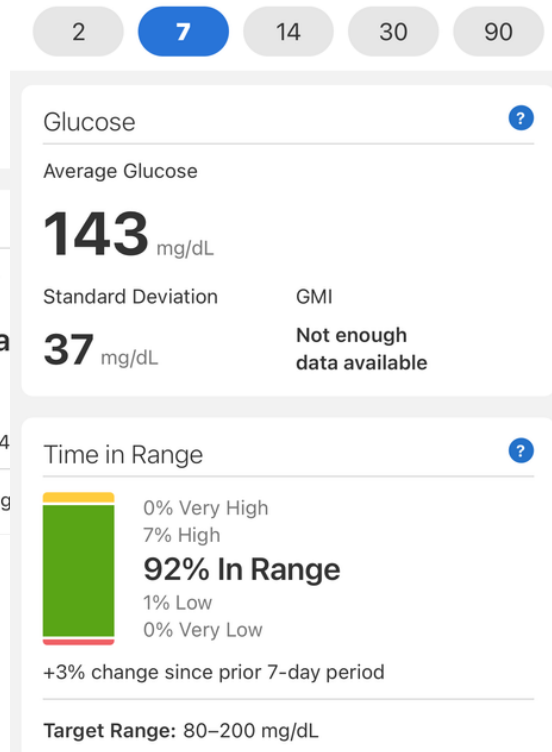 2 7 14 30 90
Glucose ?
Average Glucose
143 mg/dL
Standard Deviation GMI
37 mg/dL Not enough
data available
a
Time in Range ?
4
g
0% Very High
7% High
92% In Range
1% Low
0% Very Low
+3% change since prior 7-day period
Target Range: 80–200 mg/dL